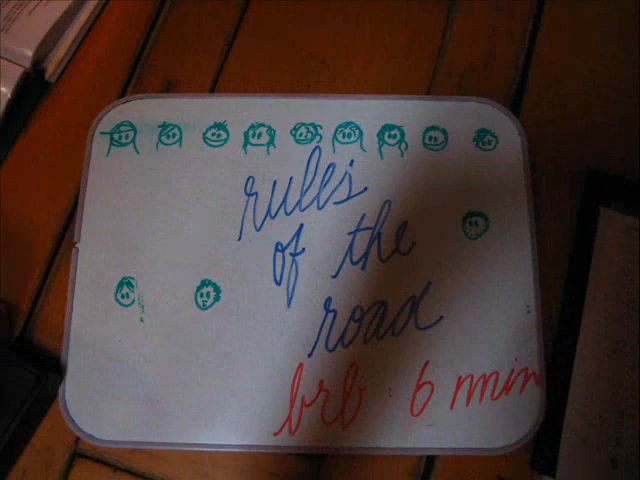 rules
of the
road
brb : 6 min